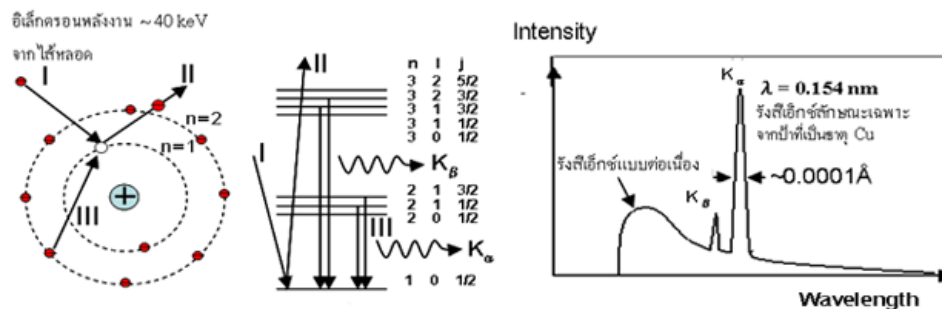 อิเล็กตรอนพลังงาน ~40 keV
จากไส้หลอด
I
II
n=2
n=1
III
+
I
II
n l j
3 2 5/2
3 2 3/2
3 1 3/2
3 1 1/2
3 0 1/2
Kβ
2 1 3/2
2 1 1/2
2 0 1/2
III
Kα
1 0 1/2
Intensity
Kα
λ = 0.154 nm
รังสีเอ็กซ์ลักษณะเฉพาะ
จากเป้าที่เป็นธาตุ Cu
รังสีเอ็กซ์แบบต่อเนื่อง
~0.0001Å
Kβ
Wavelength